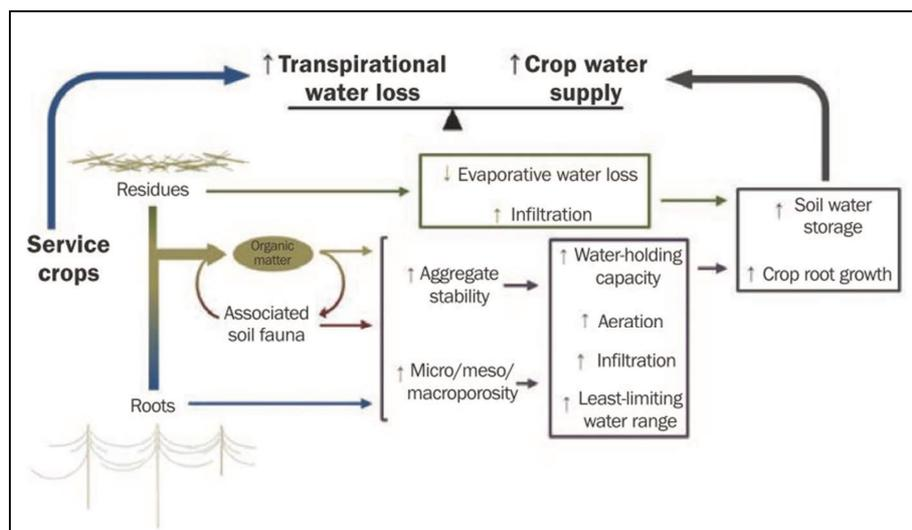 ↑ Transpirational
water loss
↑ Crop water
supply
Residues
↓ Evaporative water loss
↑ Infiltration
↑ Soil water
storage
↑ Crop root growth
Service
crops
Organic
matter
Associated
soil fauna
↑ Aggregate
stability
↑ Micro/meso/
macroporosity
↑ Water-holding
capacity
↑ Aeration
↑ Infiltration
↑ Least-limiting
water range
Roots